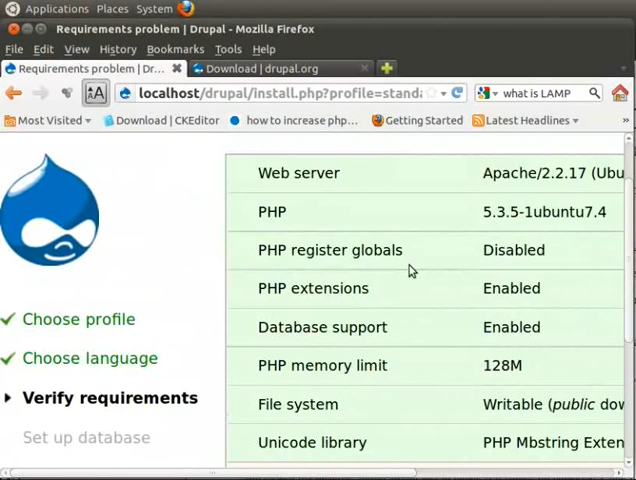 Applications Places System
Requirements problem | Drupal - Mozilla Firefox
File Edit View History Bookmarks Tools Help
Requirements problem | Dr... Download | drupal.org
A localhost/drupal/install.php?profile=standa what is LAMP
Most Visited Download | CKEditor how to increase php... Getting Started Latest Headlines »
Web server Apache/2.2.17 (Ubu
PHP 5.3.5-1ubuntu7.4
PHP register globals Disabled
PHP extensions Enabled
Choose profile
Database support Enabled
Choose language
PHP memory limit 128M
Verify requirements
File system Writable (public dow
Set up database
Unicode library PHP Mbstring Exten